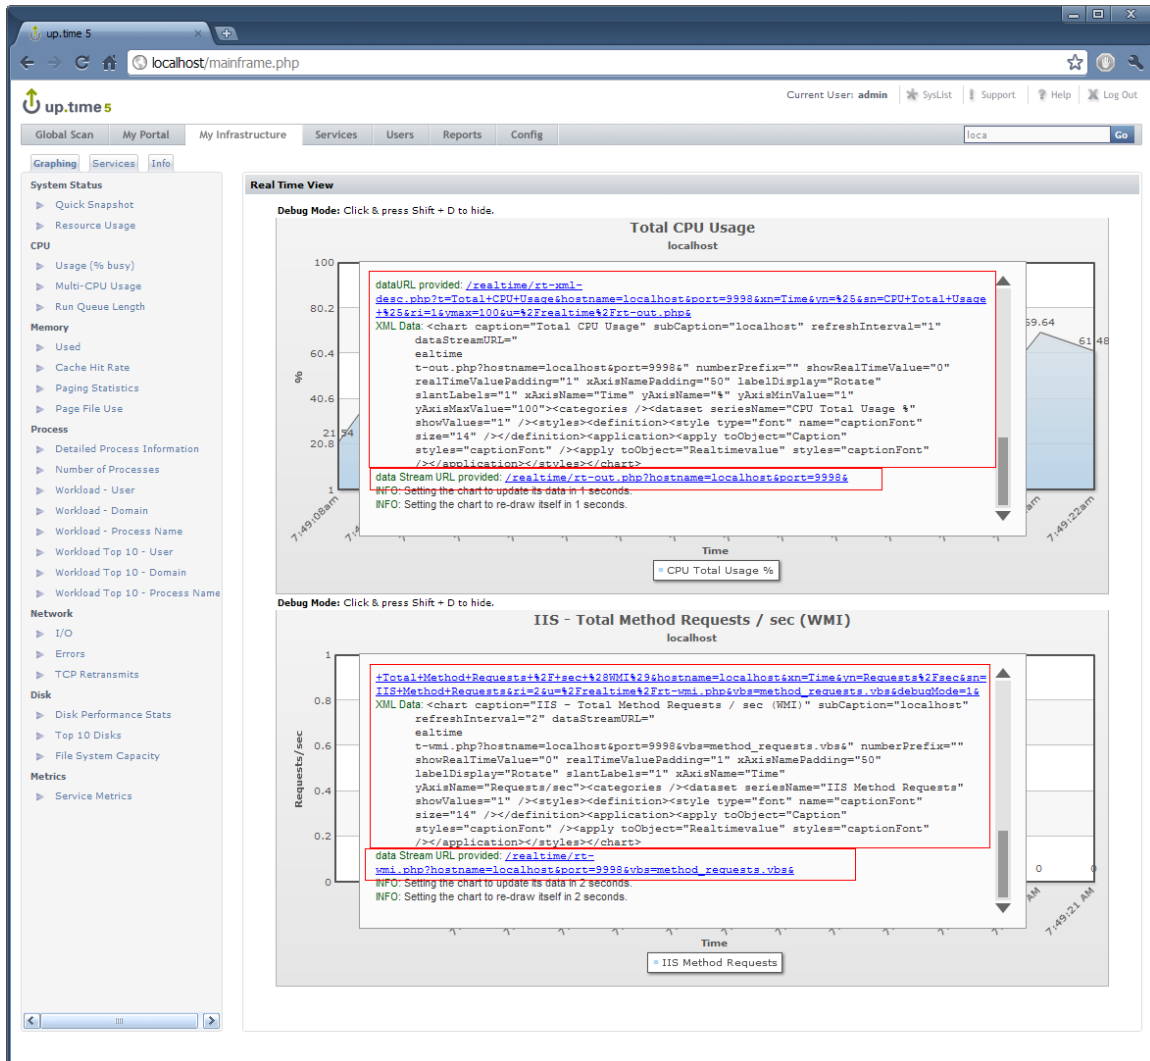 up.time 5
localhost/mainframe.php
up.time 5
Current User: admin SysList Support Help Log Out
Global Scan My Portal My Infrastructure Services Users Reports Config loca Go
Graphing Services Info
System Status
Quick Snapshot
Resource Usage
CPU
Usage (% busy)
Multi-CPU Usage
Run Queue Length
Memory
Used
Cache Hit Rate
Paging Statistics
Page File Use
Process
Detailed Process Information
Number of Processes
Workload - User
Workload - Domain
Workload - Process Name
Workload Top 10 - User
Workload Top 10 - Domain
Workload Top 10 - Process Name
Network
I/O
Errors
TCP Retransmits
Disk
Disk Performance Stats
Top 10 Disks
File System Capacity
Metrics
Service Metrics
Real Time View
Debug Mode: Click & press Shift + D to hide.
Total CPU Usage
localhost
100
80.2
60.4
40.6
20.8
1
%
21.54
59.64
61.48
dataURL provided: /realtime/rt-xml-
desc.php?t=Total+CPU+Usage&hostname=localhost&port=9998&xn=Time&yn=%25&sn=CPU+Total+Usage
+%25&ri=1&ymax=100&u=%2Frealtime%2Frt-out.php&
XML Data: <chart caption="Total CPU Usage" subCaption="localhost" refreshInterval="1"
dataStreamURL="
ealtime
t-out.php?hostname=localhost&port=9998&" numberPrefix="" showRealTimeValue="0"
realTimeValuePadding="1" xAxisNamePadding="50" labelDisplay="Rotate"
slantLabels="1" xAxisName="Time" yAxisName="%" yAxisMinValue="1"
yAxisMaxValue="100"><categories /><dataset seriesName="CPU Total Usage %"
showValues="1" /><styles><definition><style type="font" name="captionFont"
size="14" /></definition><application><apply toObject="Caption"
styles="captionFont" /><apply toObject="Realtimevalue" styles="captionFont"
/></application></styles></chart>
data Stream URL provided: /realtime/rt-out.php?hostname=localhost&port=9998&
INFO: Setting the chart to update its data in 1 seconds.
INFO: Setting the chart to re-draw itself in 1 seconds.
7:49:08am
7:49:22am
Time
CPU Total Usage %
Debug Mode: Click & press Shift + D to hide.
IIS - Total Method Requests / sec (WMI)
localhost
1
0.8
0.6
0.4
0.2
0
Requests/sec
+Total+Method+Requests+%2F+sec+%28WMI%29&hostname=localhost&xn=Time&yn=Requests%2Fsec&sn=
IIS+Method+Requests&ri=2&u=%2Frealtime%2Frt-wmi.php&vbs=method_requests.vbs&debugMode=1&
XML Data: <chart caption="IIS - Total Method Requests / sec (WMI)" subCaption="localhost"
refreshInterval="2" dataStreamURL="
ealtime
t-wmi.php?hostname=localhost&port=9998&vbs=method_requests.vbs&" numberPrefix=""
showRealTimeValue="0" realTimeValuePadding="1" xAxisNamePadding="50"
labelDisplay="Rotate" slantLabels="1" xAxisName="Time"
yAxisName="Requests/sec"><categories /><dataset seriesName="IIS Method Requests"
showValues="1" /><styles><definition><style type="font" name="captionFont"
size="14" /></definition><application><apply toObject="Caption"
styles="captionFont" /><apply toObject="Realtimevalue" styles="captionFont"
/></application></styles></chart>
data Stream URL provided: /realtime/rt-
wmi.php?hostname=localhost&port=9998&vbs=method_requests.vbs&
INFO: Setting the chart to update its data in 2 seconds.
INFO: Setting the chart to re-draw itself in 2 seconds.
0
0
AM
7:49:21 AM
Time
IIS Method Requests